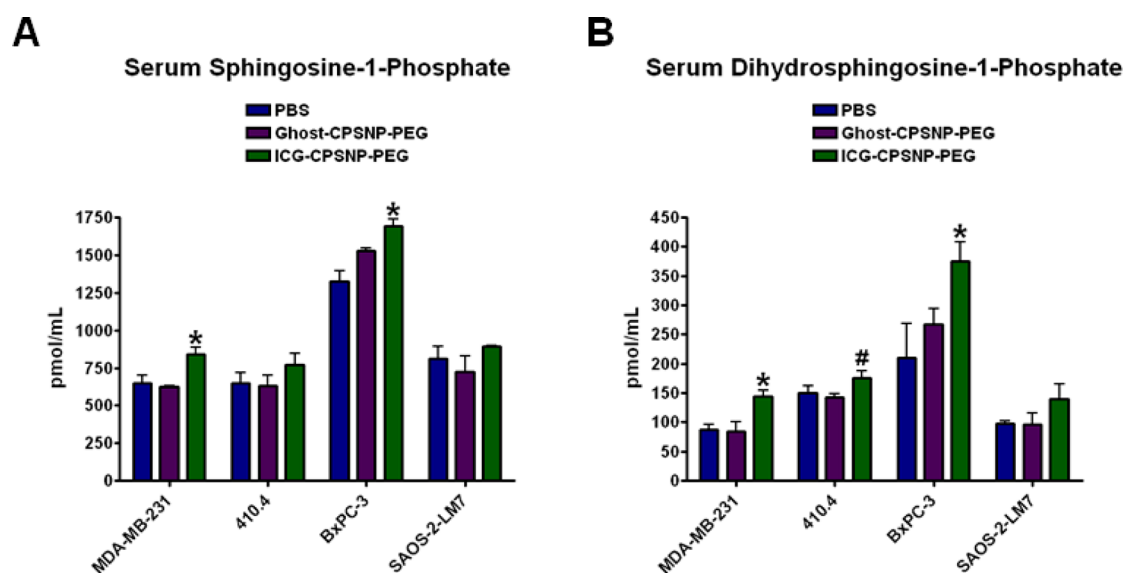 A
Serum Sphingosine-1-Phosphate
PBS
Ghost-CPSNP-PEG
ICG-CPSNP-PEG
1750
1500
1250
1000
750
500
250
0
pmol/mL
*
*
MDA-MB-231
410.4
BxPC-3
SAOS-2-LM7
B
Serum Dihydrosphingosine-1-Phosphate
PBS
Ghost-CPSNP-PEG
ICG-CPSNP-PEG
450
400
350
300
250
200
150
100
50
0
pmol/mL
*
#
*
MDA-MB-231
410.4
BxPC-3
SAOS-2-LM7